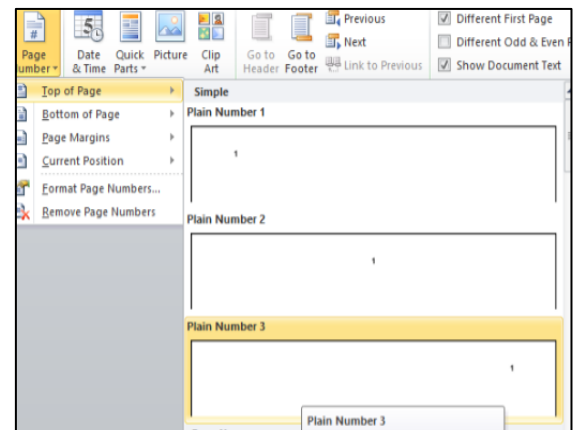 # 5 Previous Different First Page
Next Different Odd & Even
Page Date Quick Picture Clip Go to Go to Link to Previous Show Document Text
umber & Time Parts Art Header Footer
Top of Page Simple
Bottom of Page Plain Number 1
Page Margins 1
Current Position
Format Page Numbers...
Remove Page Numbers Plain Number 2
1
Plain Number 3
1
Plain Number 3